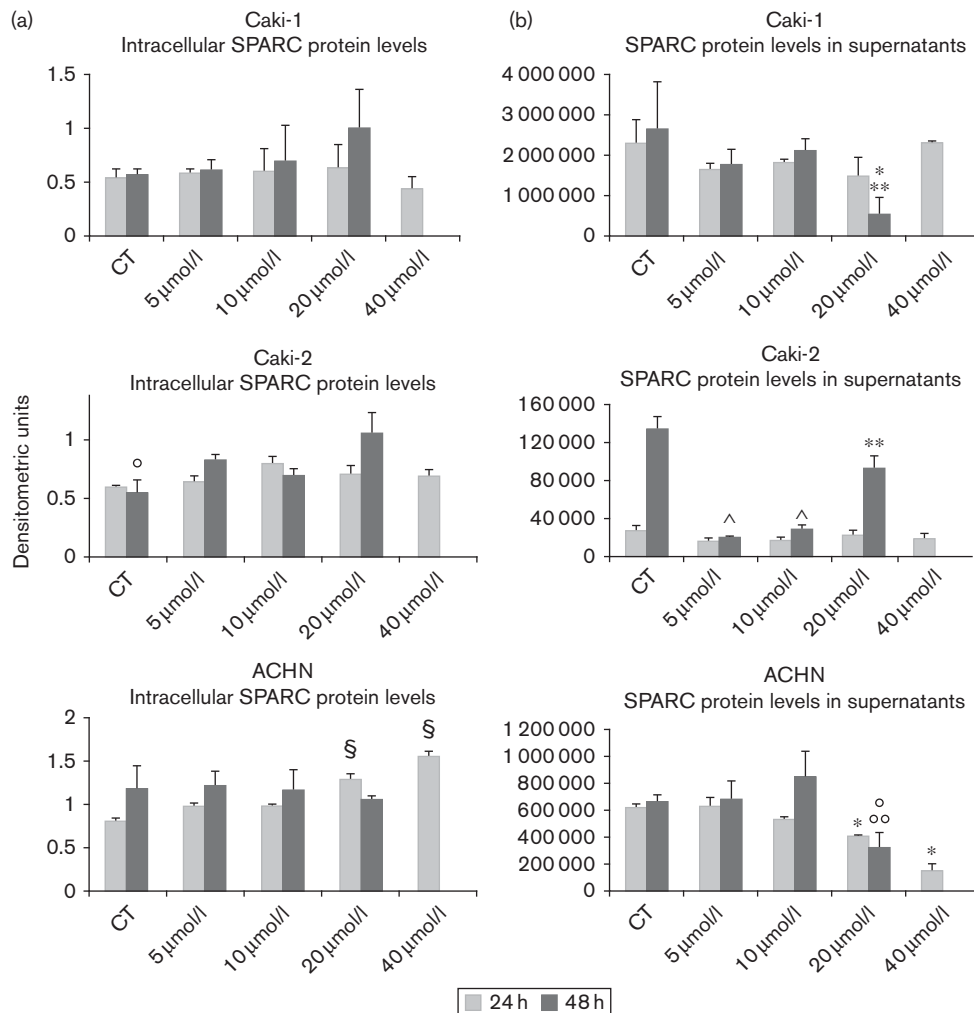 (a)
Caki-1
Intracellular SPARC protein levels
1.5
1
0.5
0
CT
5 µmol/l
10 µmol/l
20 µmol/l
40 µmol/l
Caki-2
Intracellular SPARC protein levels
Densitometric units
1
0.5
0
°
CT
5 µmol/l
10 µmol/l
20 µmol/l
40 µmol/l
ACHN
Intracellular SPARC protein levels
2
1.5
1
0.5
0
§
§
CT
5 µmol/l
10 µmol/l
20 µmol/l
40 µmol/l
(b)
Caki-1
SPARC protein levels in supernatants
4 000 000
3 000 000
2 000 000
1 000 000
0
*
**
CT
5 µmol/l
10 µmol/l
20 µmol/l
40 µmol/l
Caki-2
SPARC protein levels in supernatants
160 000
120 000
80 000
40 000
0
^
^
**
CT
5 µmol/l
10 µmol/l
20 µmol/l
40 µmol/l
ACHN
SPARC protein levels in supernatants
1 200 000
1 000 000
800 000
600 000
400 000
200 000
0
*
°
°°
*
CT
5 µmol/l
10 µmol/l
20 µmol/l
40 µmol/l
24 h 48 h